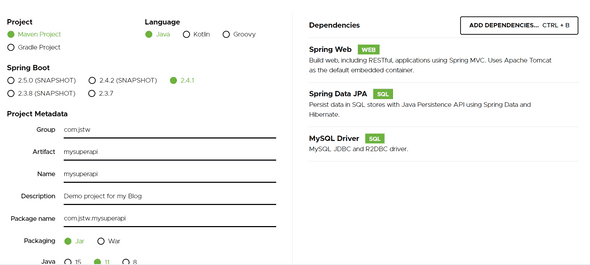 Project
Maven Project
Gradle Project
Language
Java Kotlin Groovy
Spring Boot
2.5.0 (SNAPSHOT) 2.4.2 (SNAPSHOT) 2.4.1
2.3.8 (SNAPSHOT) 2.3.7
Project Metadata
Group com.jstw
Artifact mysuperapi
Name mysuperapi
Description Demo project for my Blog
Package name com.jstw.mysuperapi
Packaging Jar War
Java 15 11 8
Dependencies
ADD DEPENDENCIES... CTRL + B
Spring Web WEB
Build web, including RESTful, applications using Spring MVC. Uses Apache Tomcat
as the default embedded container.
Spring Data JPA SQL
Persist data in SQL stores with Java Persistence API using Spring Data and
Hibernate.
MySQL Driver SQL
MySQL JDBC and R2DBC driver.